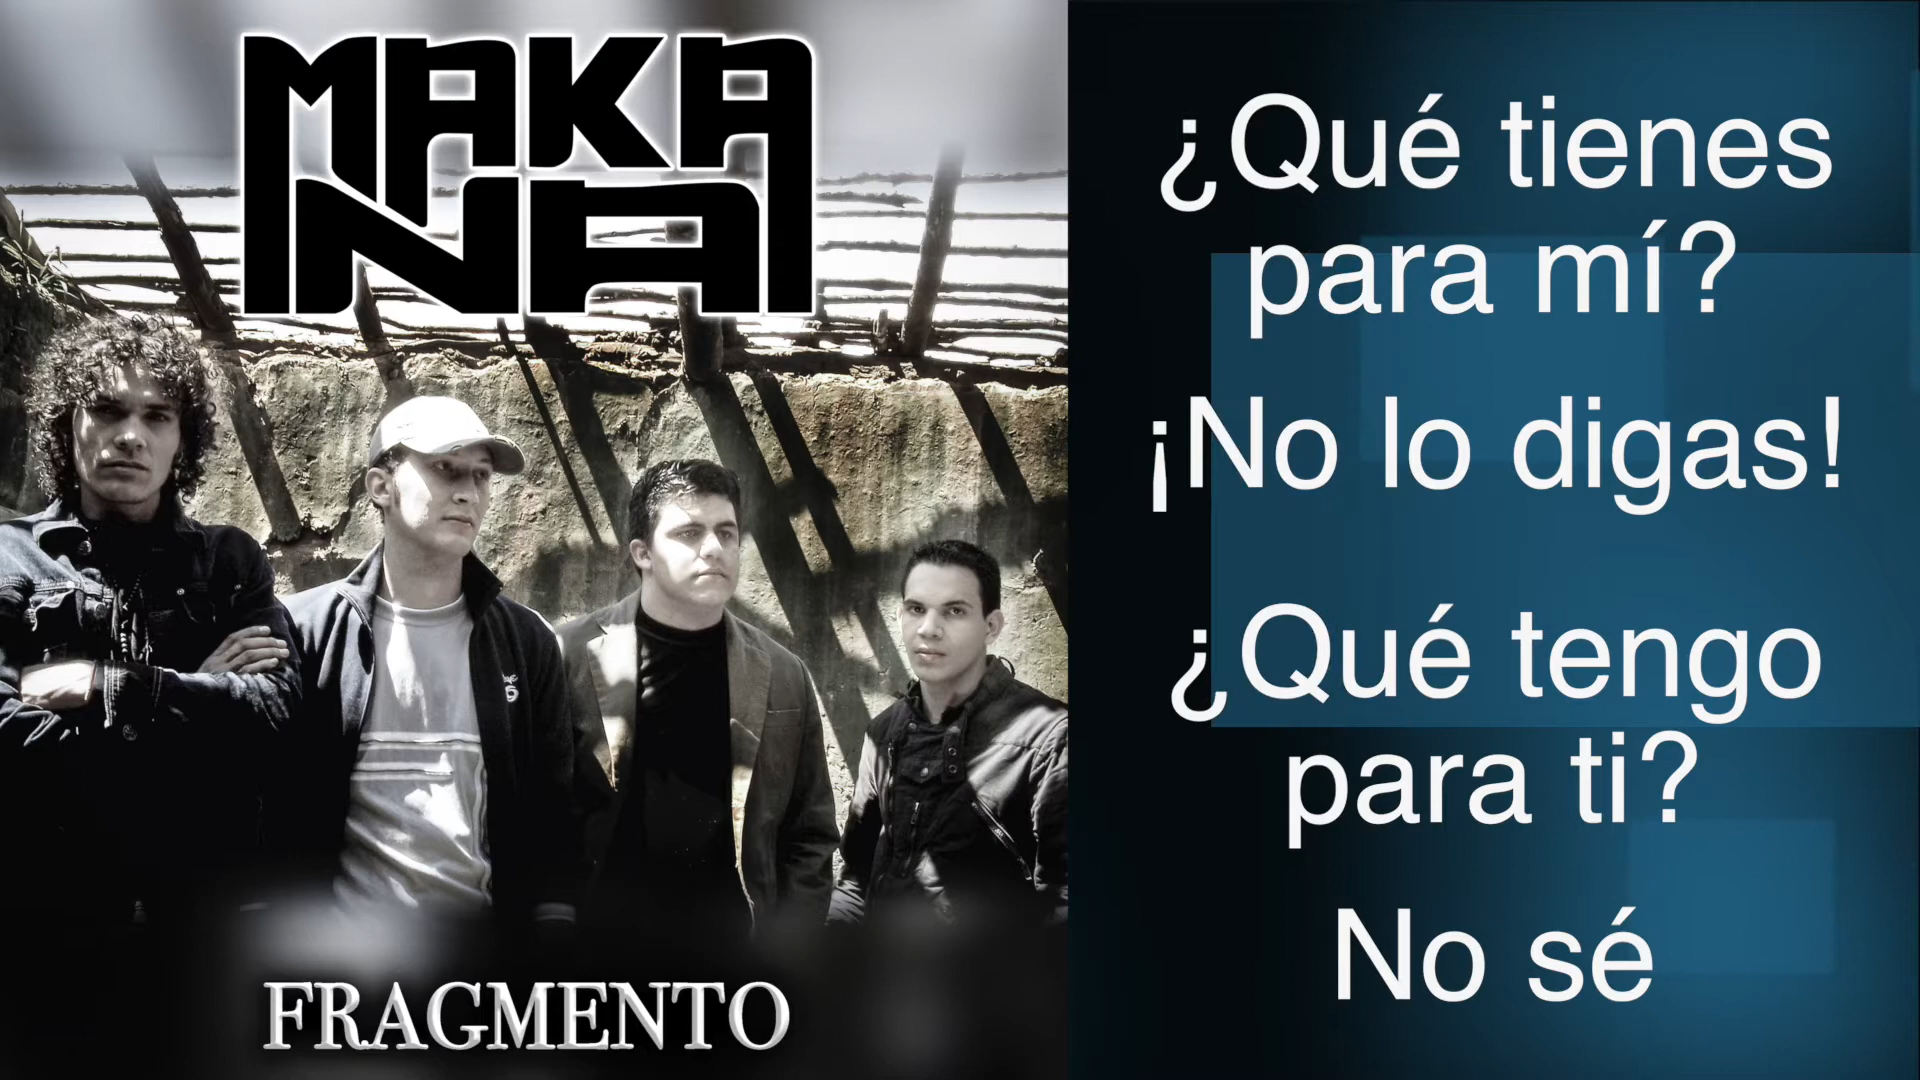 MAKA
NA
FRAGMENTO
¿Qué tienes
para mí?
¡No lo digas!
¿Qué tengo
para ti?
No sé